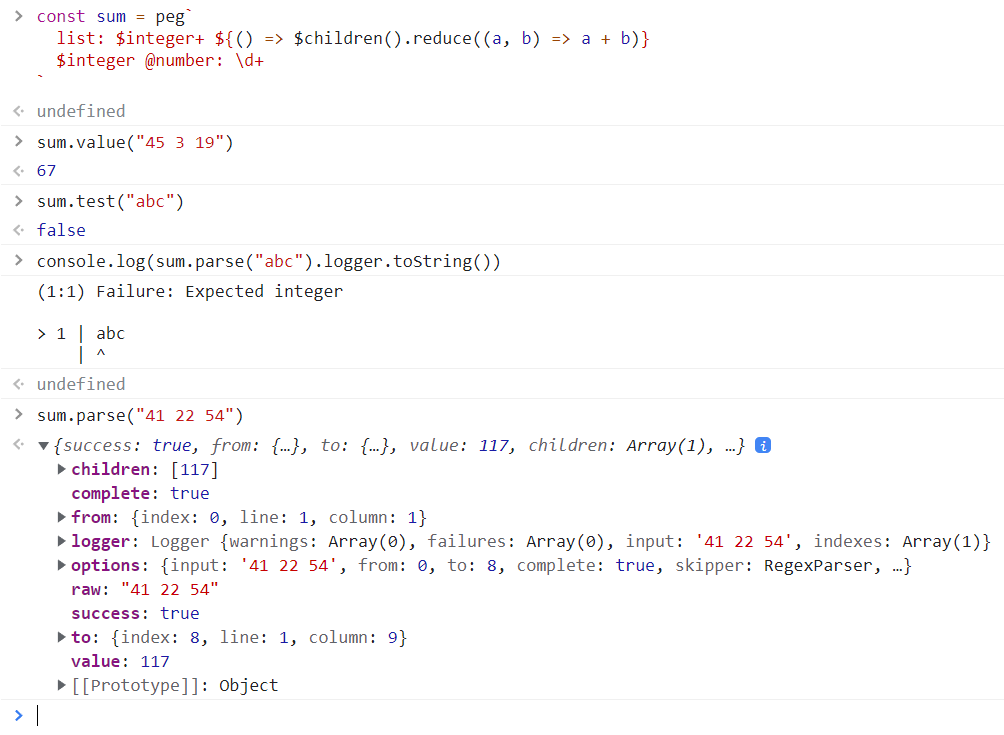 > const sum = peg`
list: $integer+ ${() => $children().reduce((a, b) => a + b)}
$integer @number: \d+
`
undefined
> sum.value("45 3 19")
67
> sum.test("abc")
false
> console.log(sum.parse("abc").logger.toString())
(1:1) Failure: Expected integer
> 1 | abc
| ^
undefined
> sum.parse("41 22 54")
▼{success: true, from: {…}, to: {…}, value: 117, children: Array(1), …} i
▶children: [117]
complete: true
▶from: {index: 0, line: 1, column: 1}
▶logger: Logger {warnings: Array(0), failures: Array(0), input: '41 22 54', indexes: Array(1)}
▶options: {input: '41 22 54', from: 0, to: 8, complete: true, skipper: RegexParser, …}
raw: "41 22 54"
success: true
▶to: {index: 8, line: 1, column: 9}
value: 117
▶[[Prototype]]: Object
>